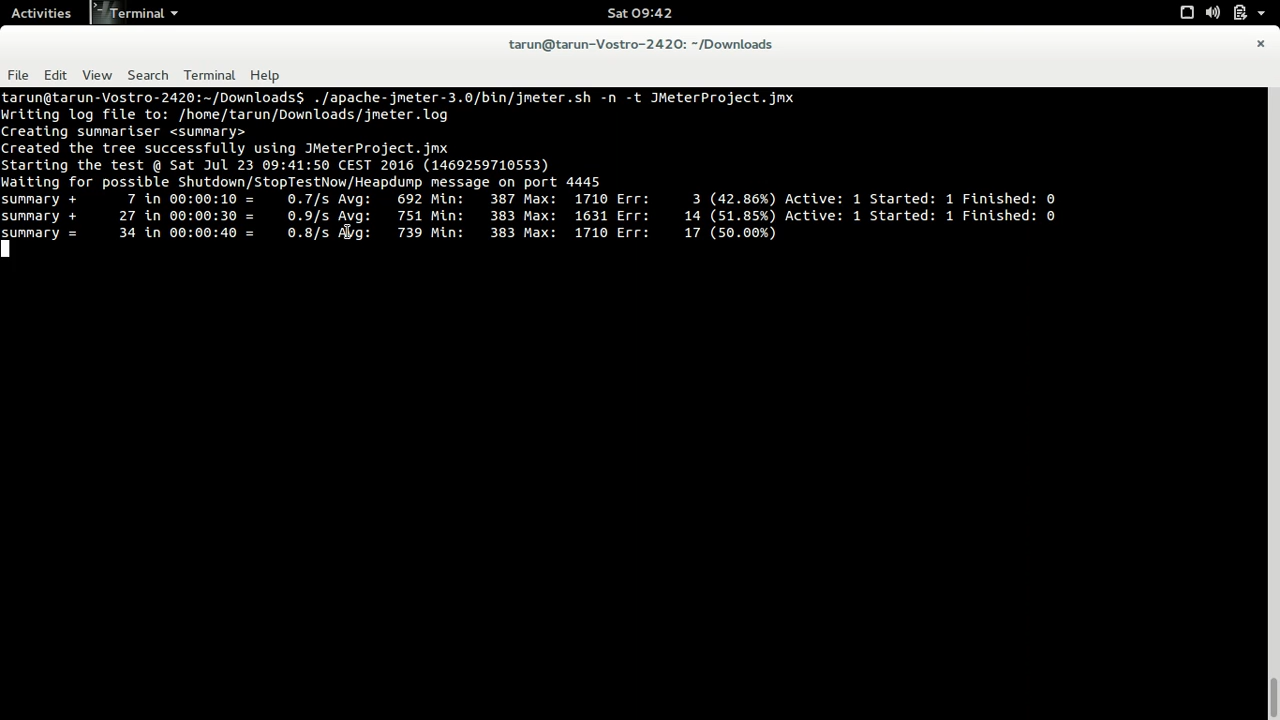 Activities Terminal Sat 09:42
tarun@tarun-Vostro-2420: ~/Downloads ×
File Edit View Search Terminal Help
tarun@tarun-Vostro-2420:~/Downloads$ ./apache-jmeter-3.0/bin/jmeter.sh -n -t JMeterProject.jmx
Writing log file to: /home/tarun/Downloads/jmeter.log
Creating summariser <summary>
Created the tree successfully using JMeterProject.jmx
Starting the test @ Sat Jul 23 09:41:50 CEST 2016 (1469259710553)
Waiting for possible Shutdown/StopTestNow/Heapdump message on port 4445
summary +      7 in 00:00:10 =    0.7/s Avg:   692 Min:   387 Max:  1710 Err:     3 (42.86%) Active: 1 Started: 1 Finished: 0
summary +     27 in 00:00:30 =    0.9/s Avg:   751 Min:   383 Max:  1631 Err:    14 (51.85%) Active: 1 Started: 1 Finished: 0
summary =     34 in 00:00:40 =    0.8/s Avg:   739 Min:   383 Max:  1710 Err:    17 (50.00%)